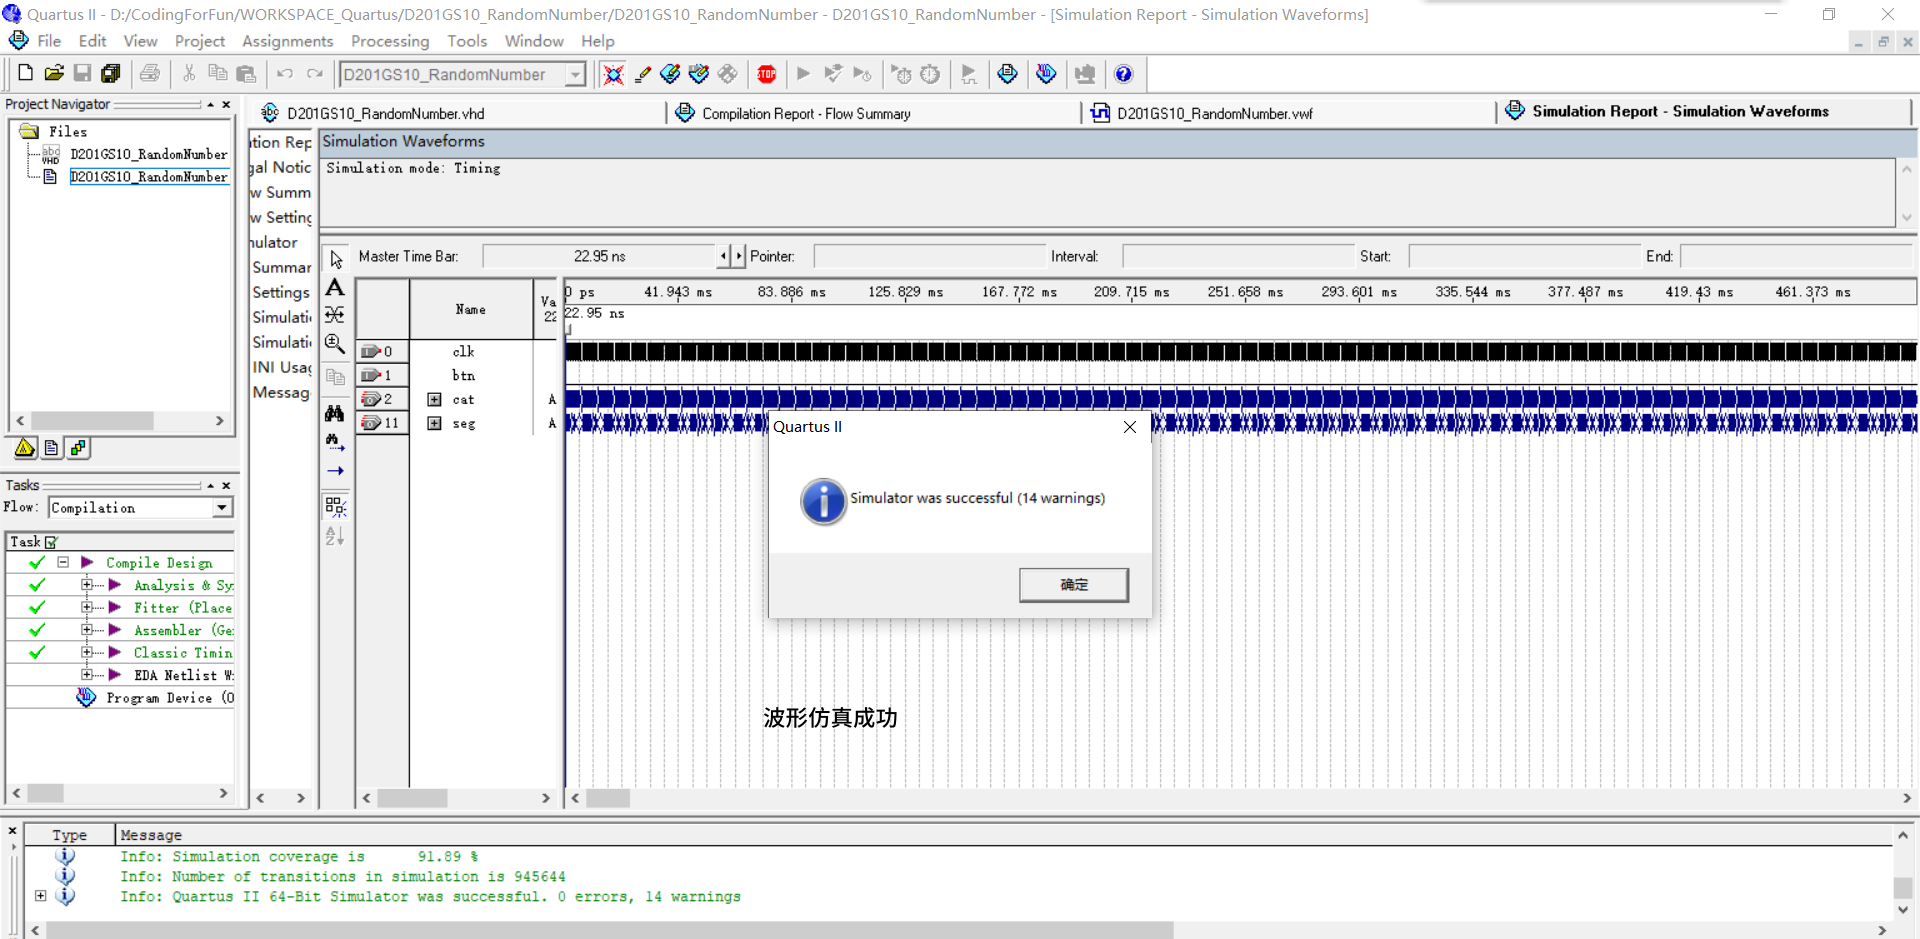 Quartus II - D:/CodingForFun/WORKSPACE_Quartus/D201GS10_RandomNumber/D201GS10_RandomNumber - D201GS10_RandomNumber - [Simulation Report - Simulation Waveforms]
File Edit View Project Assignments Processing Tools Window Help
D201GS10_RandomNumber
STOP
Project Navigator
Files
abc VHD D201GS10_RandomNumber
D201GS10_RandomNumber
abc D201GS10_RandomNumber.vhd
Compilation Report - Flow Summary
D201GS10_RandomNumber.vwf
Simulation Report - Simulation Waveforms
tion Rep
gal Notic
w Summ
w Setting
nulator
Summar
Settings
Simulati
Simulati
INI Usag
Messag
Simulation Waveforms
Simulation mode: Timing
Master Time Bar: 22.95 ns Pointer: Interval: Start: End:
Name
Va
22
0 ps 41.943 ms 83.886 ms 125.829 ms 167.772 ms 209.715 ms 251.658 ms 293.601 ms 335.544 ms 377.487 ms 419.43 ms 461.373 ms
22.95 ns
0 clk
1 btn
2 cat A
11 seg A
Quartus II
Simulator was successful (14 warnings)
确定
波形仿真成功
Tasks
Flow: Compilation
Task
Compile Design
Analysis & Sy
Fitter (Place
Assembler (Ge
Classic Timin
EDA Netlist W
Program Device (O
Type Message
Info: Simulation coverage is 91.89 %
Info: Number of transitions in simulation is 945644
Info: Quartus II 64-Bit Simulator was successful. 0 errors, 14 warnings